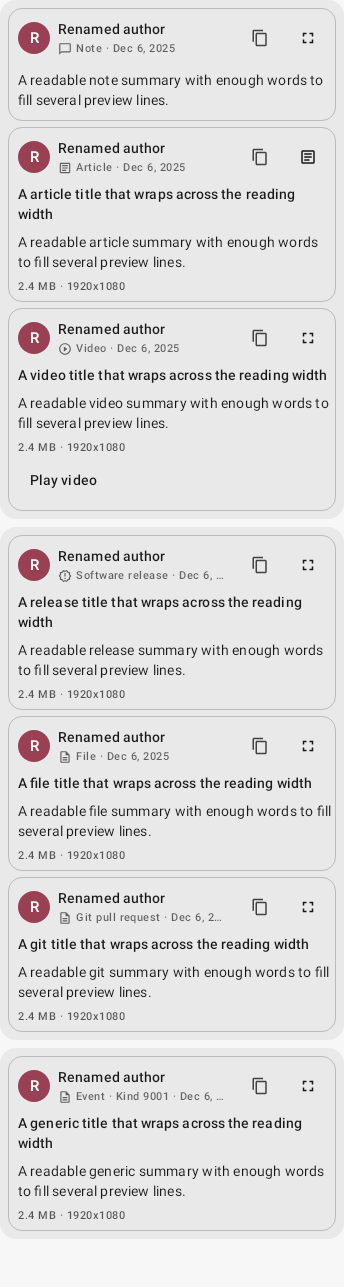 R
Renamed author
Note · Dec 6, 2025
A readable note summary with enough words to
fill several preview lines.
R
Renamed author
Article · Dec 6, 2025
A article title that wraps across the reading
width
A readable article summary with enough words
to fill several preview lines.
2.4 MB · 1920x1080
R
Renamed author
Video · Dec 6, 2025
A video title that wraps across the reading width
A readable video summary with enough words to
fill several preview lines.
2.4 MB · 1920x1080
Play video
R
Renamed author
Software release · Dec 6, …
A release title that wraps across the reading
width
A readable release summary with enough words
to fill several preview lines.
2.4 MB · 1920x1080
R
Renamed author
File · Dec 6, 2025
A file title that wraps across the reading width
A readable file summary with enough words to fill
several preview lines.
2.4 MB · 1920x1080
R
Renamed author
Git pull request · Dec 6, 2…
A git title that wraps across the reading width
A readable git summary with enough words to fill
several preview lines.
2.4 MB · 1920x1080
R
Renamed author
Event · Kind 9001 · Dec 6, …
A generic title that wraps across the reading
width
A readable generic summary with enough words
to fill several preview lines.
2.4 MB · 1920x1080